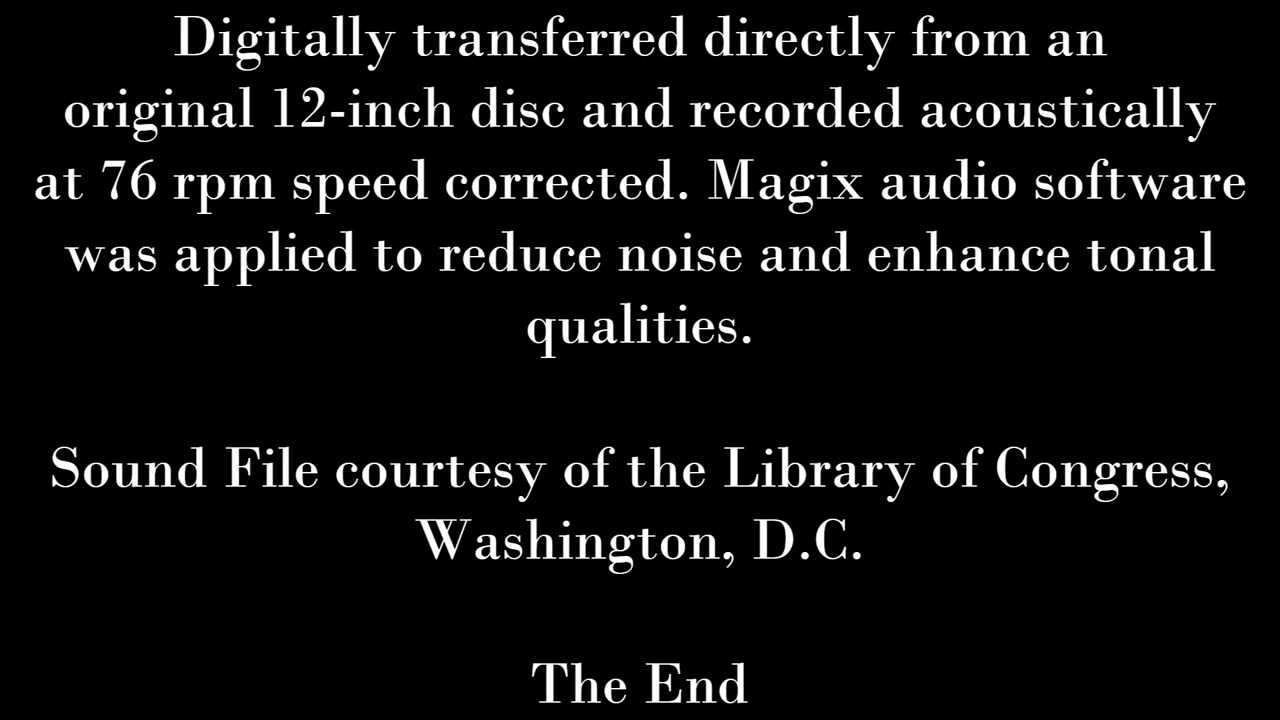 Digitally transferred directly from an
original 12-inch disc and recorded acoustically
at 76 rpm speed corrected. Magix audio software
was applied to reduce noise and enhance tonal
qualities.
Sound File courtesy of the Library of Congress,
Washington, D.C.
The End